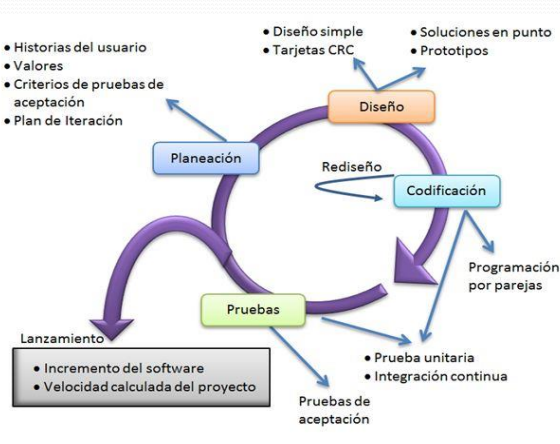 • Diseño simple
• Tarjetas CRC
• Soluciones en punto
• Prototipos
• Historias del usuario
• Valores
• Criterios de pruebas de
aceptación
• Plan de Iteración
Diseño
Planeación
Rediseño
Codificación
Programación
por parejas
Pruebas
Lanzamiento
• Incremento del software
• Velocidad calculada del proyecto
• Prueba unitaria
• Integración continua
Pruebas de
aceptación